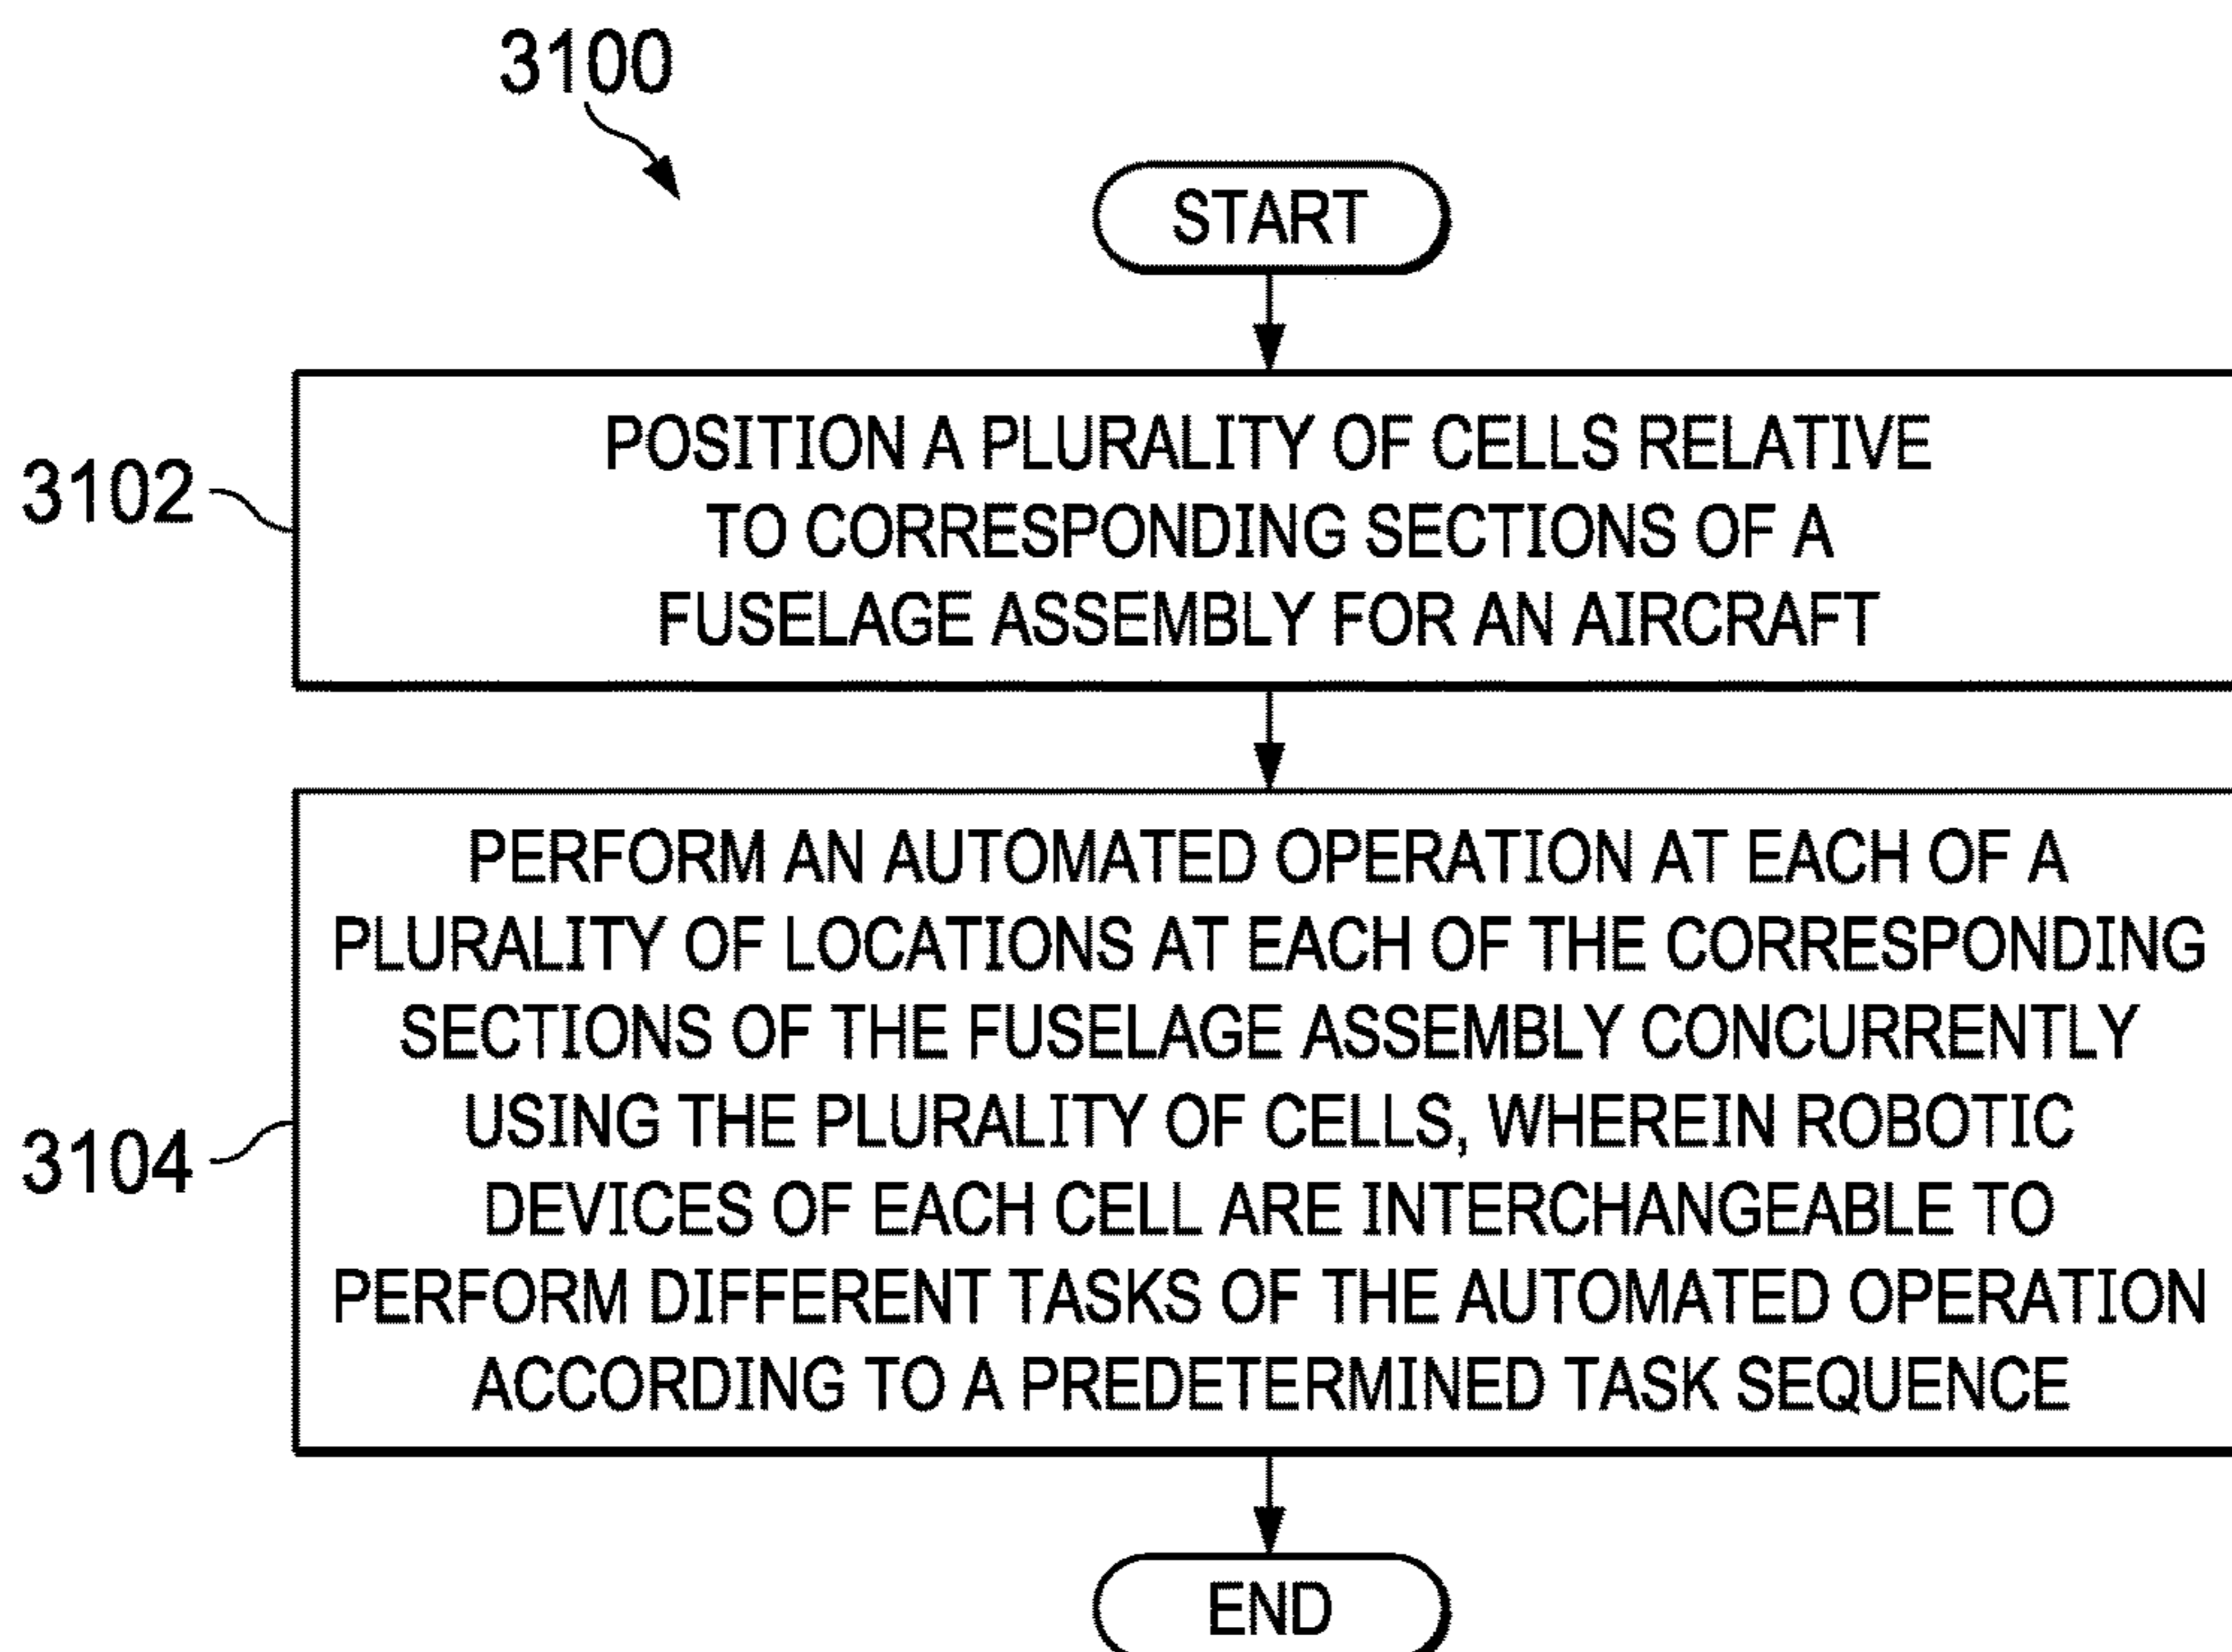 3100
START
3102
POSITION A PLURALITY OF CELLS RELATIVE
TO CORRESPONDING SECTIONS OF A
FUSELAGE ASSEMBLY FOR AN AIRCRAFT
3104
PERFORM AN AUTOMATED OPERATION AT EACH OF A
PLURALITY OF LOCATIONS AT EACH OF THE CORRESPONDING
SECTIONS OF THE FUSELAGE ASSEMBLY CONCURRENTLY
USING THE PLURALITY OF CELLS, WHEREIN ROBOTIC
DEVICES OF EACH CELL ARE INTERCHANGEABLE TO
PERFORM DIFFERENT TASKS OF THE AUTOMATED OPERATION
ACCORDING TO A PREDETERMINED TASK SEQUENCE
END